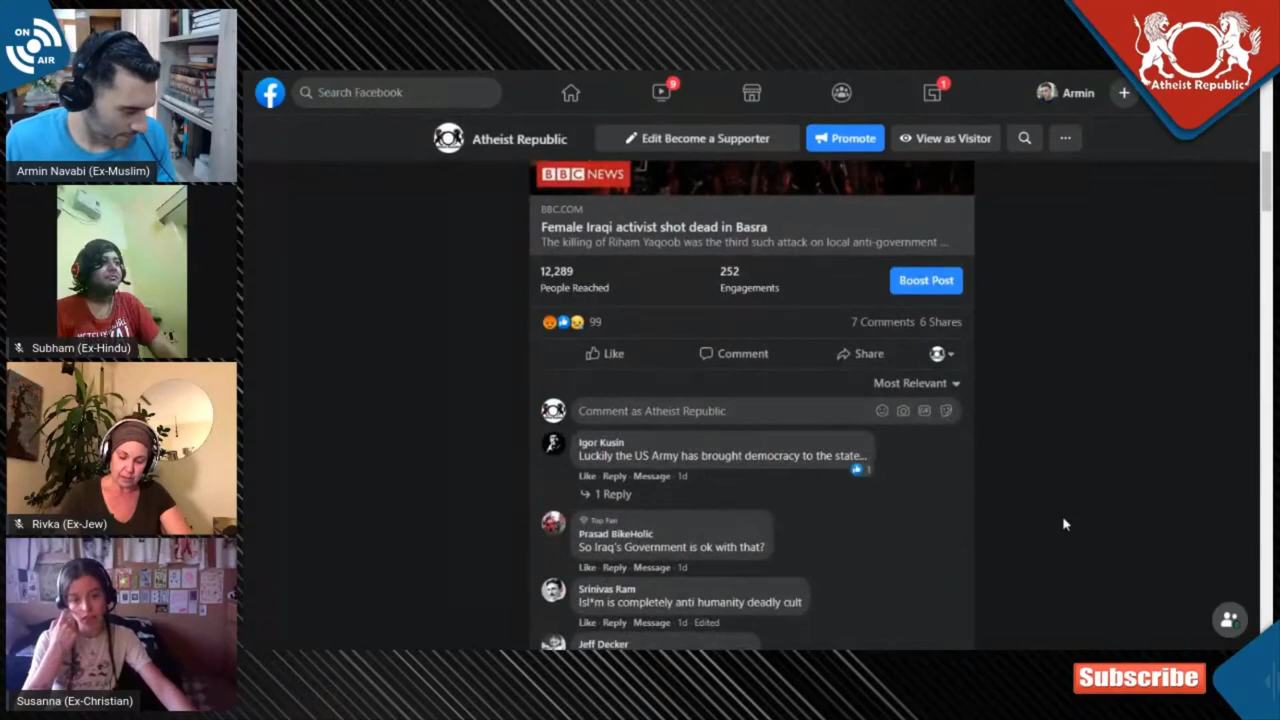 ON
AIR
Armin Navabi (Ex-Muslim)
Subham (Ex-Hindu)
Rivka (Ex-Jew)
Susanna (Ex-Christian)
Search Facebook
9
1
Armin
Atheist Republic
Atheist Republic
Edit Become a Supporter
Promote
View as Visitor
BBC NEWS
BBC.COM
Female Iraqi activist shot dead in Basra
The killing of Riham Yaqoob was the third such attack on local anti-government ...
12,289
People Reached
252
Engagements
Boost Post
99
7 Comments 6 Shares
Like
Comment
Share
Most Relevant
Comment as Atheist Republic
Igor Kusin
Luckily the US Army has brought democracy to the state...
1
Like · Reply · Message · 1d
1 Reply
Top Fan
Prasad BikeHolic
So Iraq's Government is ok with that?
Like · Reply · Message · 1d
Srinivas Ram
Isl*m is completely anti humanity deadly cult
Like · Reply · Message · 1d · Edited
Jeff Decker
Subscribe